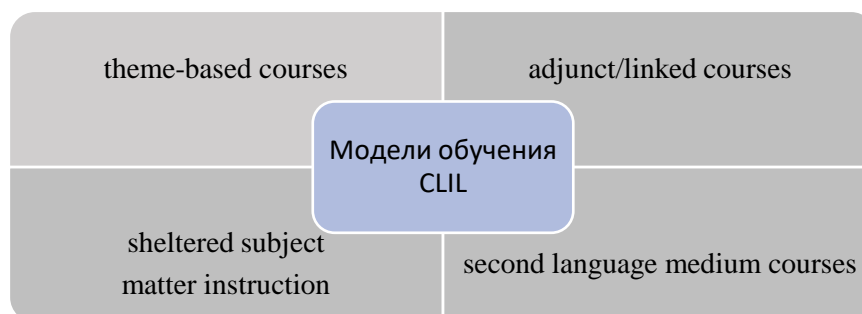 theme-based courses
adjunct/linked courses
Модели обучения
CLIL
sheltered subject
matter instruction
second language medium courses